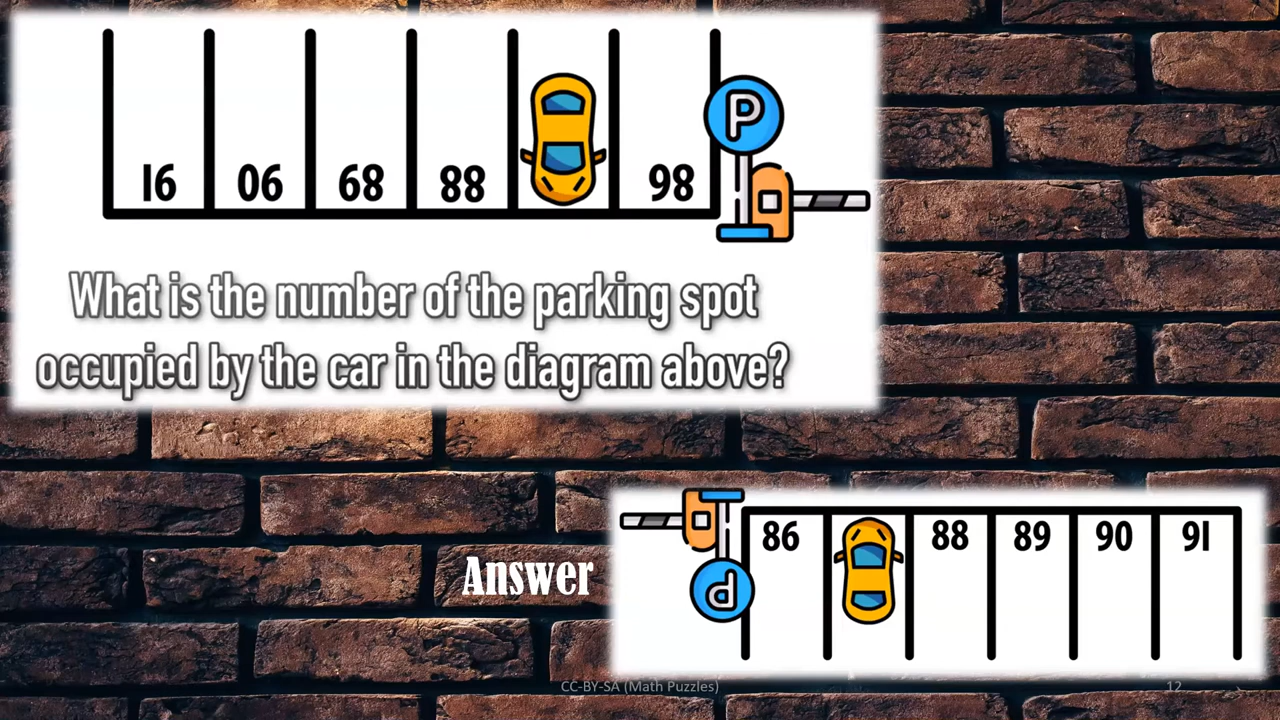 16 06 68 88 98
P
What is the number of the parking spot
occupied by the car in the diagram above?
86 88 89 90 91
Answer
P
CC-BY-SA (Math Puzzles)
12